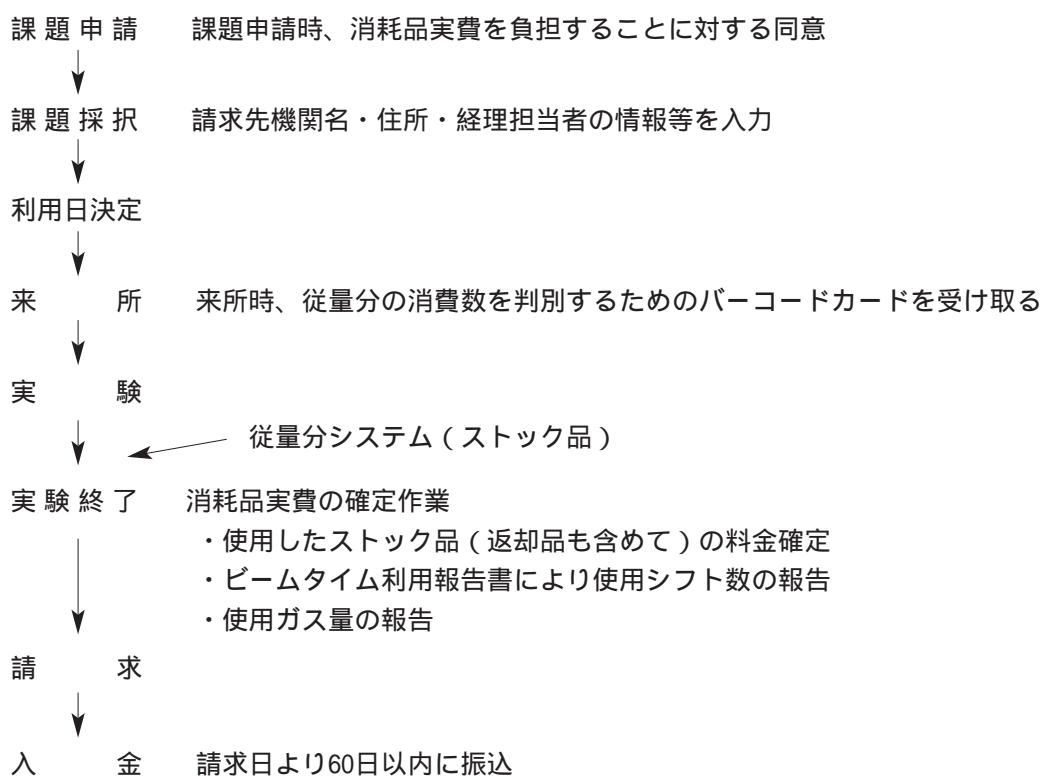 課題申請　課題申請時、消耗品実費を負担することに対する同意
課題採択　請求先機関名・住所・経理担当者の情報等を入力
利用日決定
来　所　来所時、従量分の消費数を判別するためのバーコードカードを受け取る
実　験
従量分システム（ストック品）
実験終了　消耗品実費の確定作業
・使用したストック品（返却品も含めて）の料金確定
・ビームタイム利用報告書により使用シフト数の報告
・使用ガス量の報告
請　求
入　金　請求日より60日以内に振込